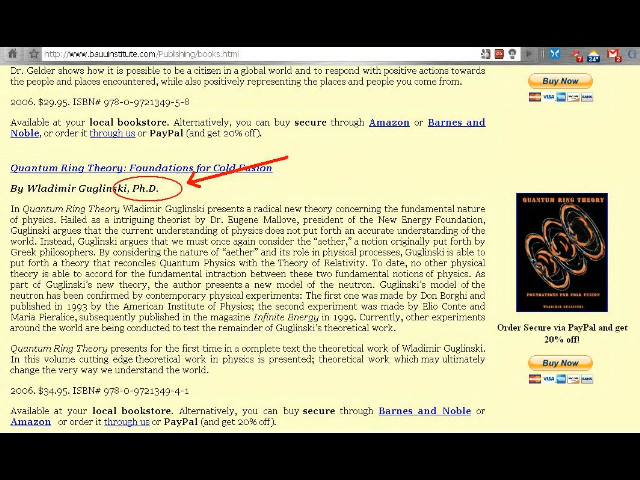 http://www.bauuinstitute.com/Publishing/books.html
Dr. Gelder shows how it is possible to be a citizen in a global world and to respond with positive actions towards
the people and places encountered, while also positively representing the places and people you come from.
2006. $29.95. ISBN# 978-0-9721349-5-8
Available at your local bookstore. Alternatively, you can buy secure through Amazon or Barnes and
Noble, or order it through us or PayPal (and get 20% off).
Buy Now
Quantum Ring Theory: Foundations for Cold Fusion
By Wladimir Guglinski, Ph.D.
In Quantum Ring Theory Wladimir Guglinski presents a radical new theory concerning the fundamental nature
of physics. Hailed as a intriguing theorist by Dr. Eugene Mallove, president of the New Energy Foundation,
Guglinski argues that the current understanding of physics does not put forth an accurate understanding of the
world. Instead, Guglinski argues that we must once again consider the "aether," a notion originally put forth by
Greek philosophers. By considering the nature of "aether" and its role in physical processes, Guglinski is able to
put forth a theory that reconciles Quantum Physics with the Theory of Relativity. To date, no other physical
theory is able to accord for the fundamental intraction between these two fundamental notions of physics. As
part of Guglinski's new theory, the author presents a new model of the neutron. Guglinski's model of the
neutron has been confirmed by contemporary physical experiments: The first one was made by Don Borghi and
published in 1993 by the American Institute of Physics; the second experiment was made by Elio Conte and
Maria Pieralice, subsequently published in the magazine Infinite Energy in 1999. Currently, other experiments
around the world are being conducted to test the remainder of Guglinski's theoretical work.
Quantum Ring Theory presents for the first time in a complete text the theoretical work of Wladimir Guglinski.
In this volume cutting edge theoretical work in physics is presented; theoretical work which may ultimately
change the very way we understand the world.
2006. $34.95. ISBN# 978-0-9721349-4-1
Available at your local bookstore. Alternatively, you can buy secure through Barnes and Noble or
Amazon or order it through us or PayPal (and get 20% off).
QUANTUM RING THEORY
FOUNDATIONS FOR COLD FUSION
WLADIMIR GUGLINSKI
Order Secure via PayPal and get
20% off!
Buy Now